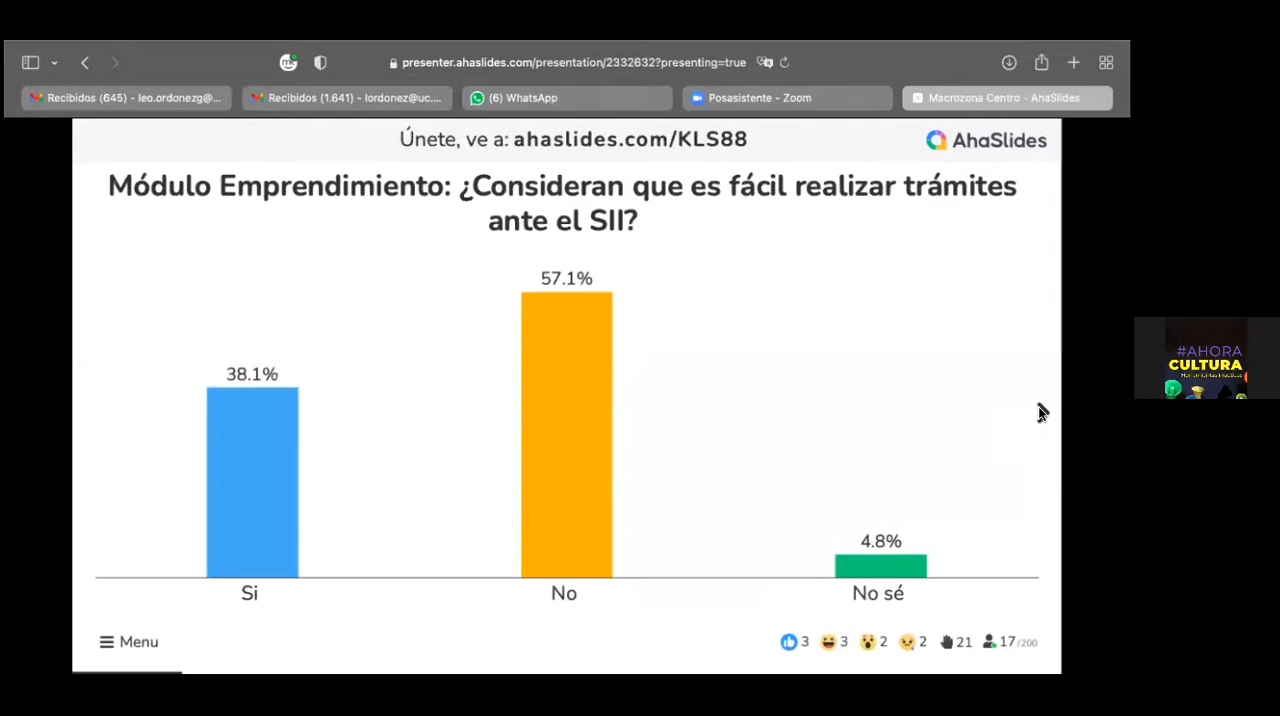 presenter.ahaslides.com/presentation/2332632?presenting=true
Recibidos (645) - leo.ordonezg@...
Recibidos (1.641) - lordonez@uc....
(6) WhatsApp
Posasistente - Zoom
Macrozona Centro - AhaSlides
Únete, ve a: ahaslides.com/KLS88
AhaSlides
Módulo Emprendimiento: ¿Consideran que es fácil realizar trámites
ante el SII?
57.1%
38.1%
4.8%
Si
No
No sé
Menu
3
3
2
2
21
17/200
#AHORA
CULTURA
Herramientas Prácticas